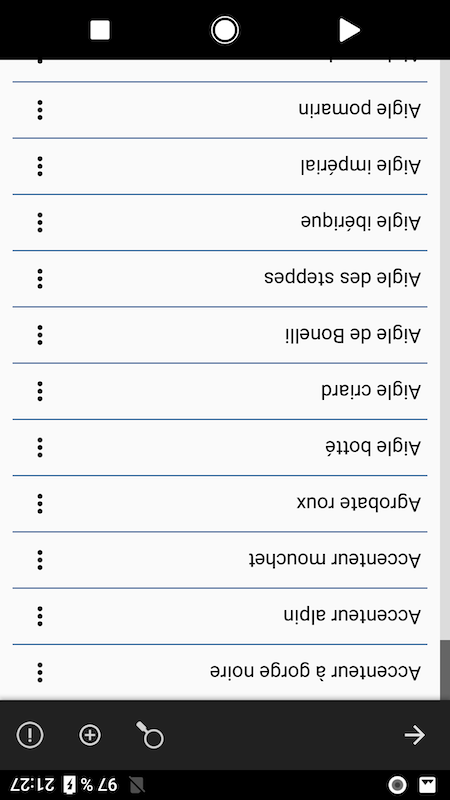 97 % 21:27
Accenteur à gorge noire
Accenteur alpin
Accenteur mouchet
Agrobate roux
Aigle botté
Aigle criard
Aigle de Bonelli
Aigle des steppes
Aigle ibérique
Aigle impérial
Aigle pomarin